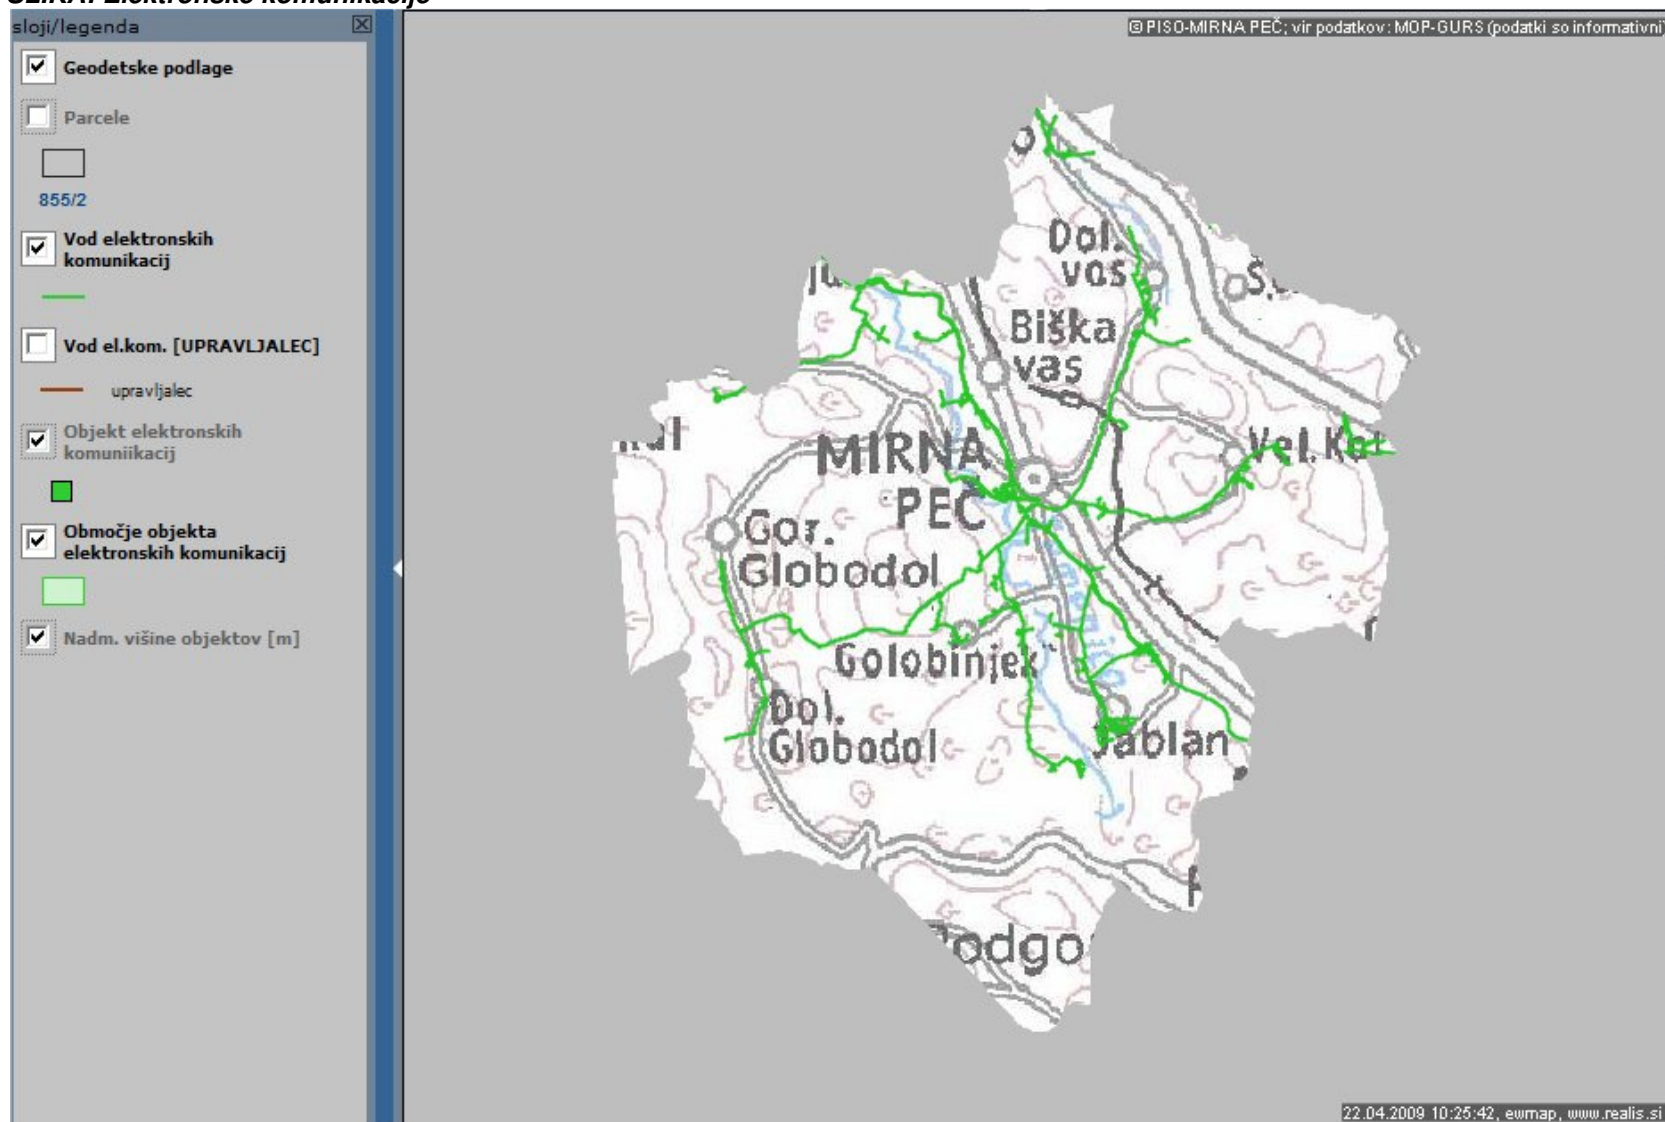 sloji/legenda
Geodetske podlage
Parcele
855/2
Vod elektronskih
komunikacij
Vod el.kom. [UPRAVLJALEC]
upravljalec
Objekt elektronskih
komuniikacij
Območje objekta
elektronskih komunikacij
Nadm. višine objektov [m]
© PISO-MIRNA PEČ; vir podatkov: MOP-GURS (podatki so informativni)
Dol.
vas
Biška
vas
MIRNA
PEČ
Vel.
Gor.
Globodol
Golobinjek
Dol.
Globodol
Jablan
22.04.2009 10:25:42, ewmap, www.realis.si